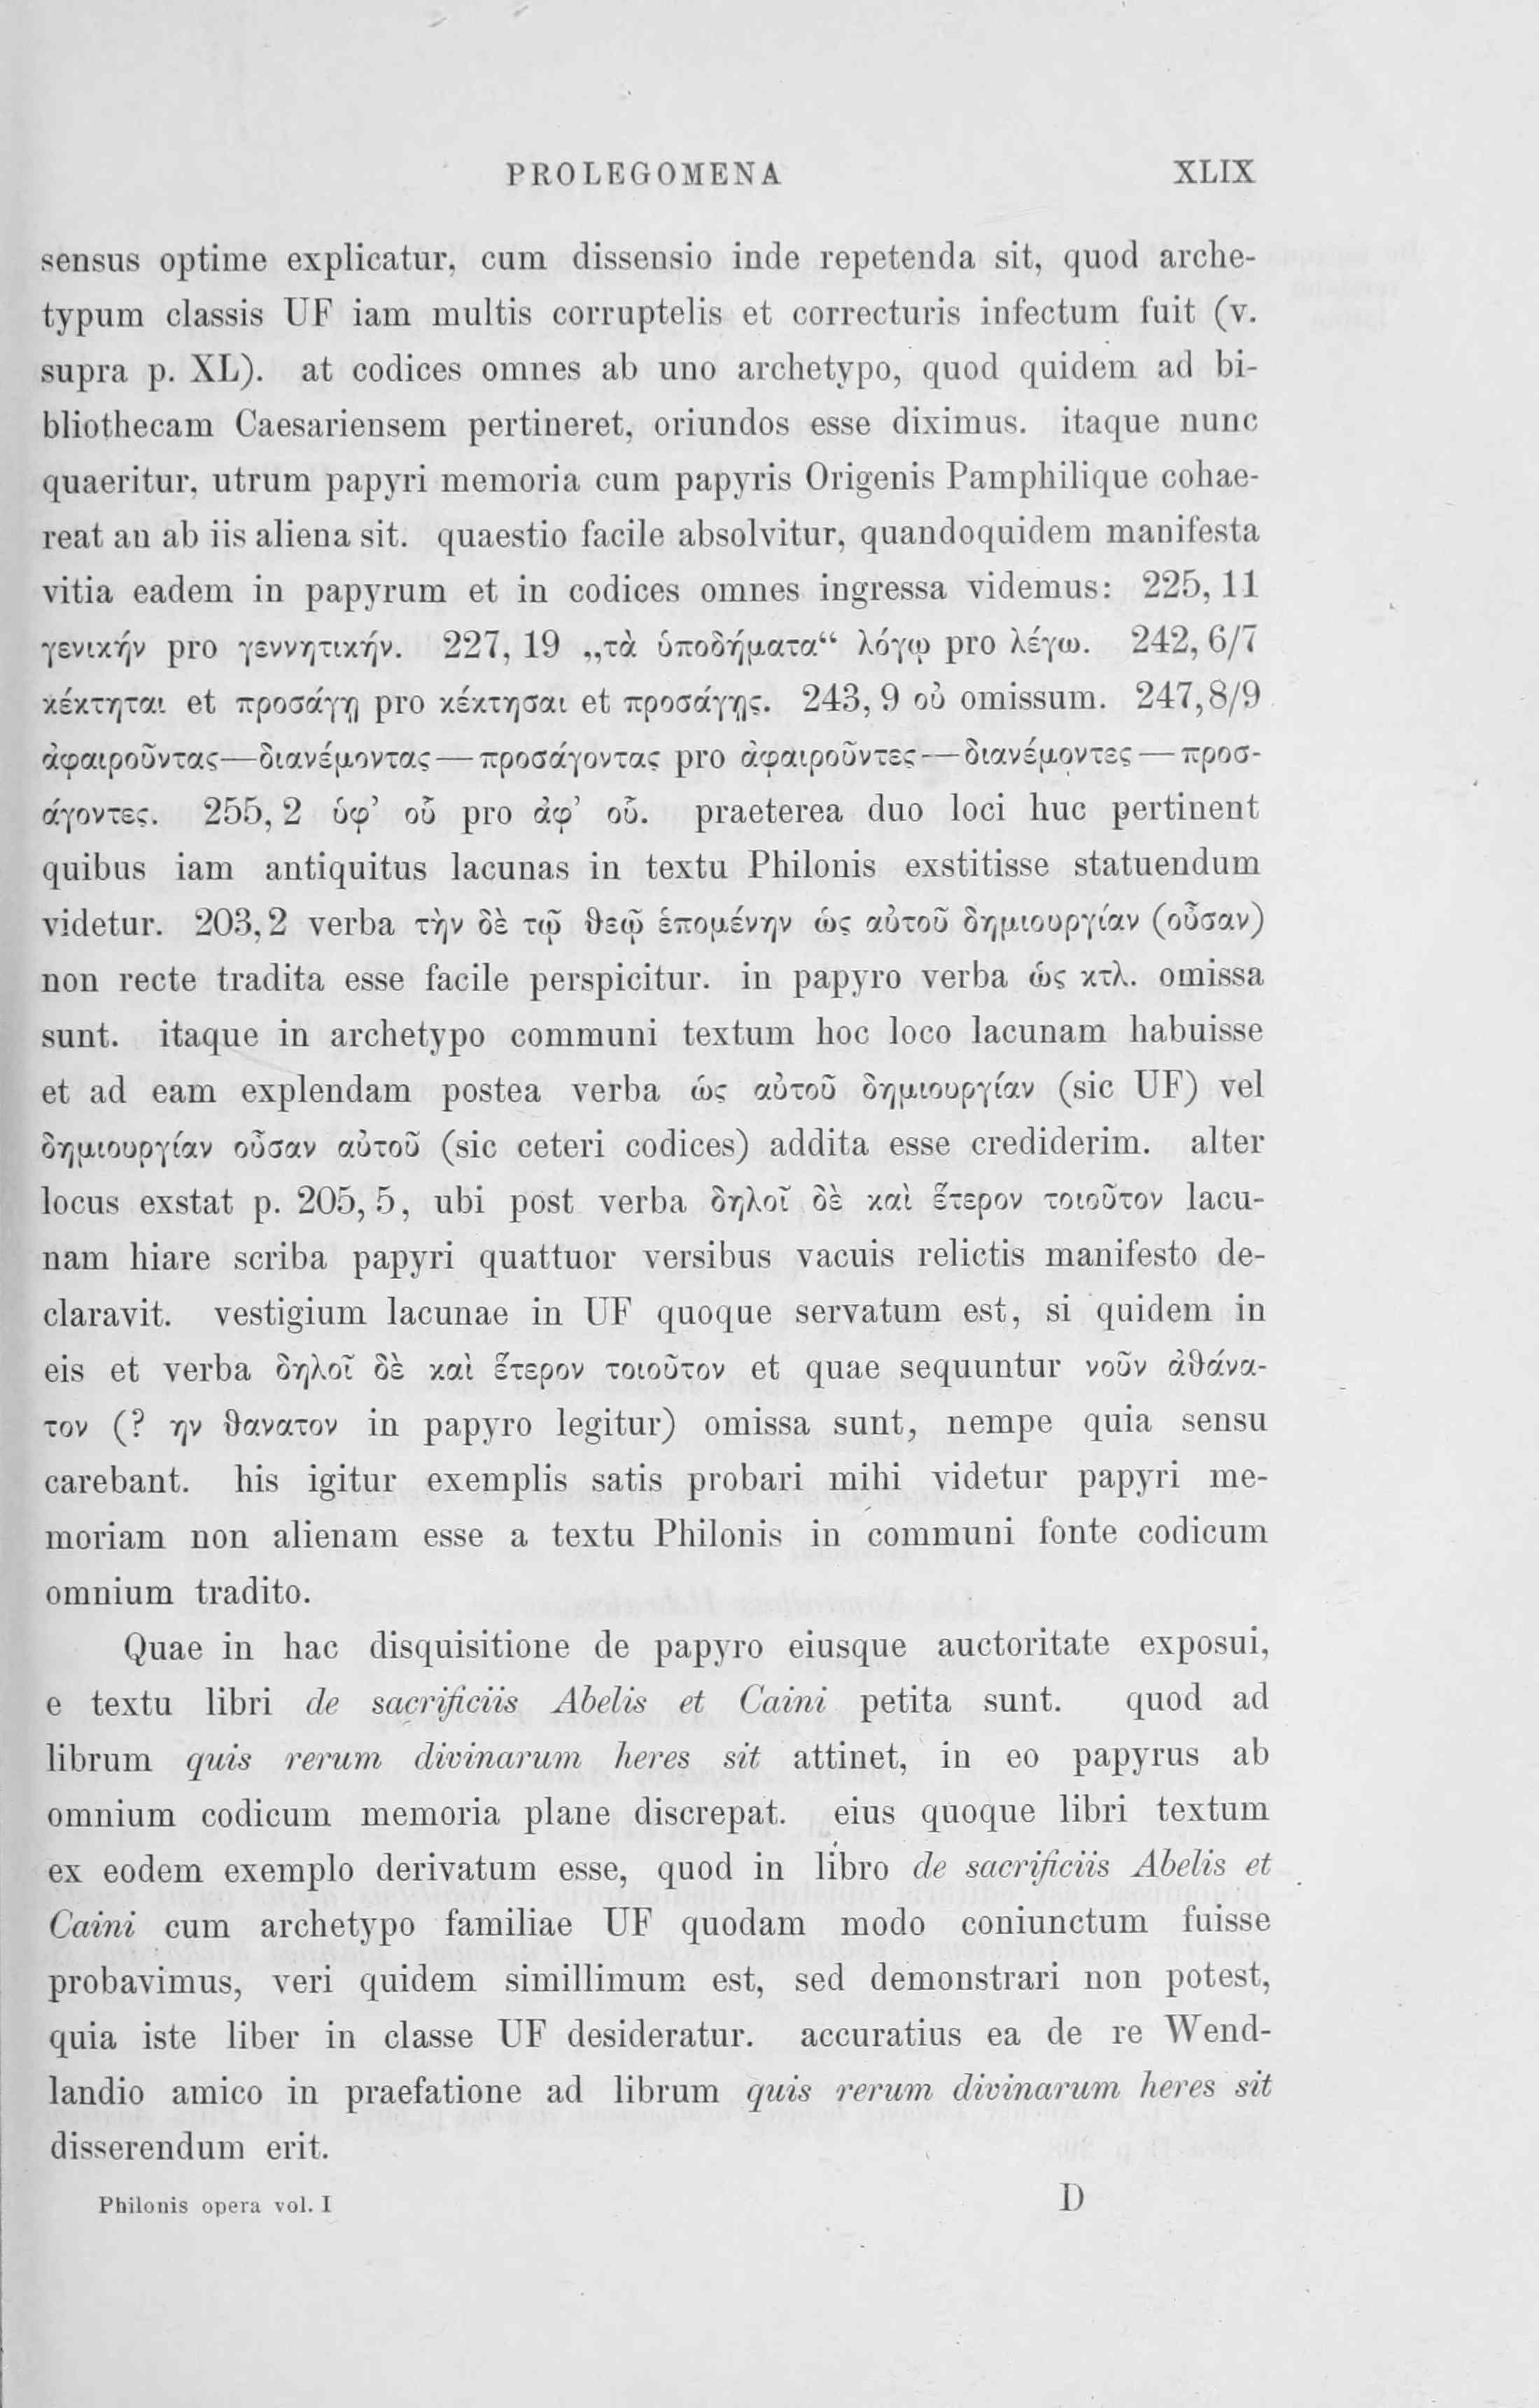 PROLEGOMENA XLIX
sensus optime explicatur, cum dissensio inde repetenda sit, quod arche-
typum classis UF iam multis corruptelis et correcturis infectum fuit (v.
supra p. XL). at codices omnes ab uno archetypo, quod quidem ad bi-
bliothecam Caesariensem pertineret, oriundos esse diximus. itaque nunc
quaeritur, utrum papyri memoria cum papyris Origenis Pamphilique cohae-
reat an ab iis aliena sit. quaestio facile absolvitur, quandoquidem manifesta
vitia eadem in papyrum et in codices omnes ingressa videmus: 225, 11
γενικήν pro γεννητικήν. 227, 19 „τὰ ὑποδήματα“ λόγῳ pro λέγω. 242, 6/7
κέκτηται et προσάγῃ pro κέκτησαι et προσάγῃς. 243, 9 οὐ omissum. 247, 8/9
ἀφαιροῦντας—διανέμοντας—προσάγοντας pro ἀφαιροῦντες—διανέμοντες—προσ-
άγοντες. 255, 2 ὑφ’ οὗ pro ἀφ’ οὗ. praeterea duo loci huc pertinent
quibus iam antiquitus lacunas in textu Philonis exstitisse statuendum
videtur. 203, 2 verba τὴν δὲ τῷ θεῷ ἑπομένην ὡς αὐτοῦ δημιουργίαν (οὖσαν)
non recte tradita esse facile perspicitur. in papyro verba ὡς κτλ. omissa
sunt. itaque in archetypo communi textum hoc loco lacunam habuisse
et ad eam explendam postea verba ὡς αὐτοῦ δημιουργίαν (sic UF) vel
δημιουργίαν οὖσαν αὐτοῦ (sic ceteri codices) addita esse crediderim. alter
locus exstat p. 205, 5, ubi post verba δηλοῖ δὲ καὶ ἕτερον τοιοῦτον lacu-
nam hiare scriba papyri quattuor versibus vacuis relictis manifesto de-
claravit. vestigium lacunae in UF quoque servatum est, si quidem in
eis et verba δηλοῖ δὲ καὶ ἕτερον τοιοῦτον et quae sequuntur νοῦν ἀθάνα-
τον (? ην θανατον in papyro legitur) omissa sunt, nempe quia sensu
carebant. his igitur exemplis satis probari mihi videtur papyri me-
moriam non alienam esse a textu Philonis in communi fonte codicum
omnium tradito.
Quae in hac disquisitione de papyro eiusque auctoritate exposui,
e textu libri de sacrificiis Abelis et Caini petita sunt. quod ad
librum quis rerum divinarum heres sit attinet, in eo papyrus ab
omnium codicum memoria plane discrepat. eius quoque libri textum
ex eodem exemplo derivatum esse, quod in libro de sacrificiis Abelis et
Caini cum archetypo familiae UF quodam modo coniunctum fuisse
probavimus, veri quidem simillimum est, sed demonstrari non potest,
quia iste liber in classe UF desideratur. accuratius ea de re Wend-
landio amico in praefatione ad librum quis rerum divinarum heres sit
disserendum erit.
Philonis opera vol. I D